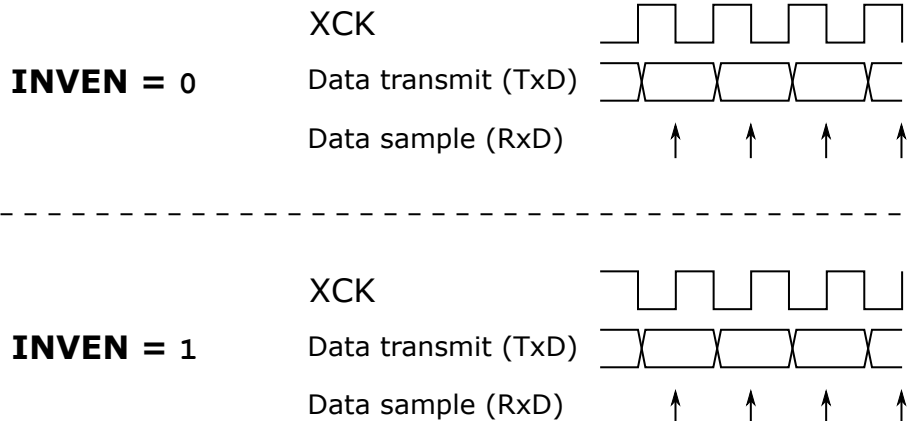 XCK
INVEN = 0
Data transmit (TxD)
Data sample (RxD)
XCK
INVEN = 1
Data transmit (TxD)
Data sample (RxD)